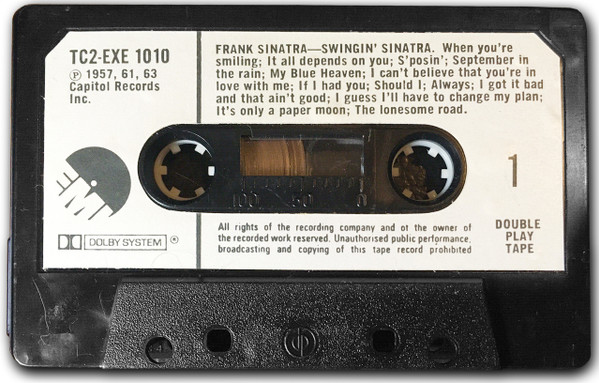 TC2-EXE 1010
℗ 1957, 61, 63
Capitol Records
Inc.
FRANK SINATRA—SWINGIN' SINATRA. When you're
smiling; It all depends on you; S'posin'; September in
the rain; My Blue Heaven; I can't believe that you're in
love with me; If I had you; Should I; Always; I got it bad
and that ain't good; I guess I'll have to change my plan;
It's only a paper moon; The lonesome road.
EMI
100 50 0
1
DOLBY SYSTEM ®
All rights of the recording company and ot the owner of
the recorded work reserved. Unauthorised public performance,
broadcasting and copying of this tape record prohibited
DOUBLE
PLAY
TAPE